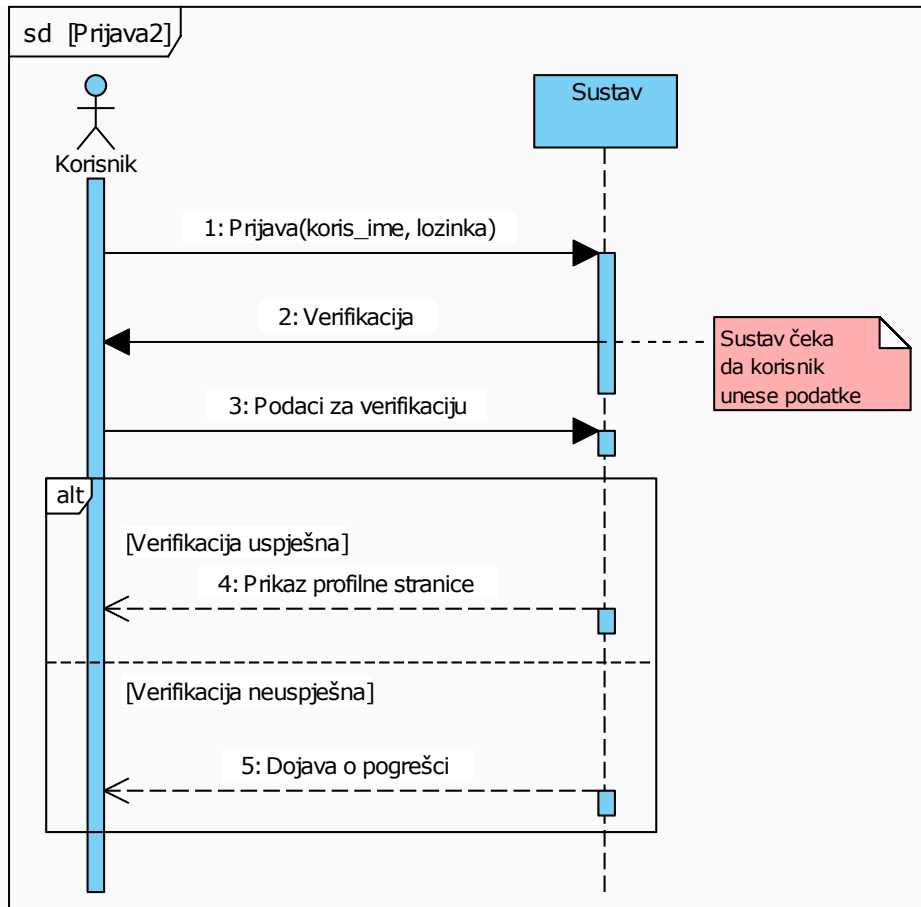 sd [Prijava2]
Sustav
Korisnik
1: Prijava(koris_ime, lozinka)
2: Verifikacija
Sustav čeka
da korisnik
unese podatke
3: Podaci za verifikaciju
alt
[Verifikacija uspješna]
4: Prikaz profilne stranice
[Verifikacija neuspješna]
5: Dojava o pogrešci